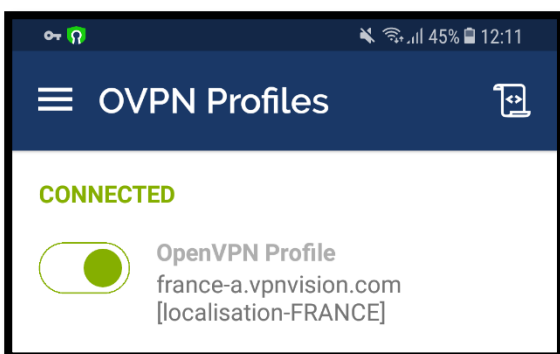 45% 12:11
OVPN Profiles
CONNECTED
OpenVPN Profile
france-a.vpnvision.com
[localisation-FRANCE]